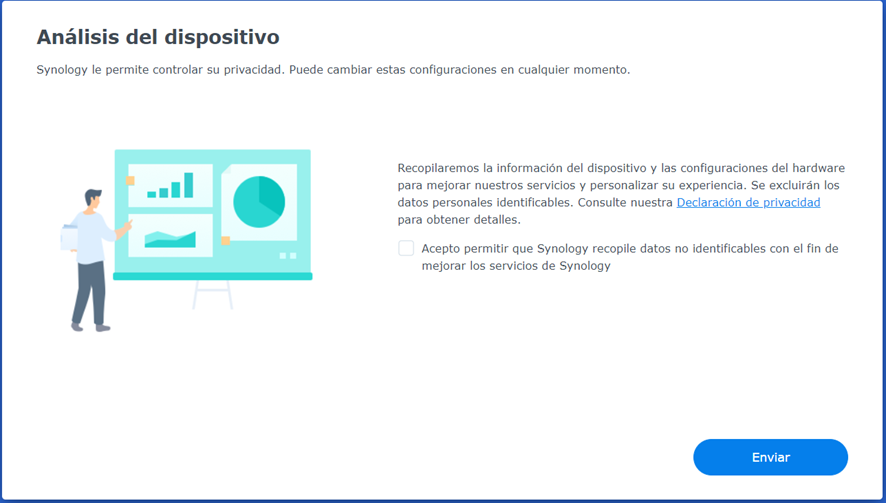 Análisis del dispositivo
Synology le permite controlar su privacidad. Puede cambiar estas configuraciones en cualquier momento.
Recopilaremos la información del dispositivo y las configuraciones del hardware
para mejorar nuestros servicios y personalizar su experiencia. Se excluirán los
datos personales identificables. Consulte nuestra Declaración de privacidad
para obtener detalles.
Acepto permitir que Synology recopile datos no identificables con el fin de
mejorar los servicios de Synology
Enviar